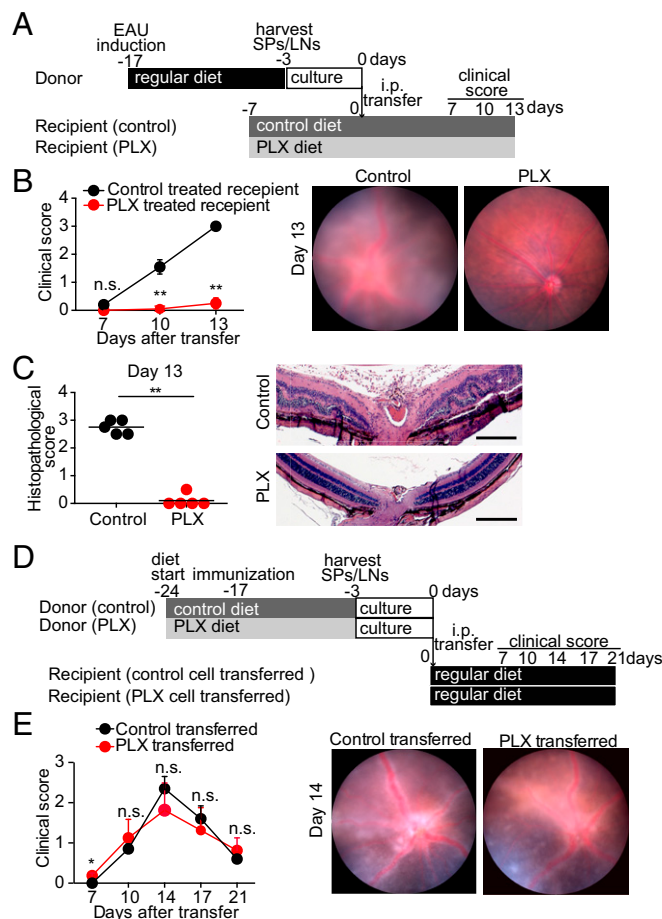 A
EAU induction
harvest SPs/LNs
-17 -3 0 days
Donor regular diet culture
i.p. transfer
clinical score
-7 0 7 10 13 days
Recipient (control) control diet
Recipient (PLX) PLX diet
B
Control treated recepient
PLX treated recepient
Clinical score
4
3
2
1
0
n.s. ** **
7 10 13
Days after transfer
Control PLX
Day 13
C
Day 13
**
Histopathological score
4
3
2
1
0
Control PLX
Control
PLX
D
diet start immunization harvest SPs/LNs
-24 -17 -3 0 days
Donor (control) control diet culture
Donor (PLX) PLX diet culture
i.p. transfer clinical score
0 7 10 14 17 21days
Recipient (control cell transferred ) regular diet
Recipient (PLX cell transferred) regular diet
E
Control transferred
PLX transferred
Clinical score
3
2
1
0
* n.s. n.s. n.s. n.s.
7 10 14 17 21
Days after transfer
Control transferred PLX transferred
Day 14